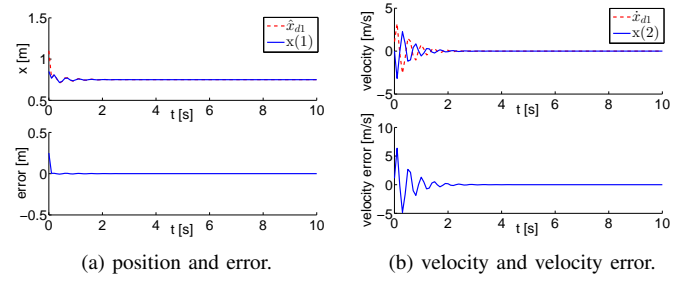 1.5
1
0.5
x [m]
x̂_{d1}
x(1)
0 2 4 6 8 10
t [s]
0.5
0
−0.5
error [m]
0 2 4 6 8 10
t [s]
(a) position and error.
5
0
−5
velocity [m/s]
ẋ_{d1}
x(2)
0 2 4 6 8 10
t [s]
10
5
0
−5
velocity error [m/s]
0 2 4 6 8 10
t [s]
(b) velocity and velocity error.